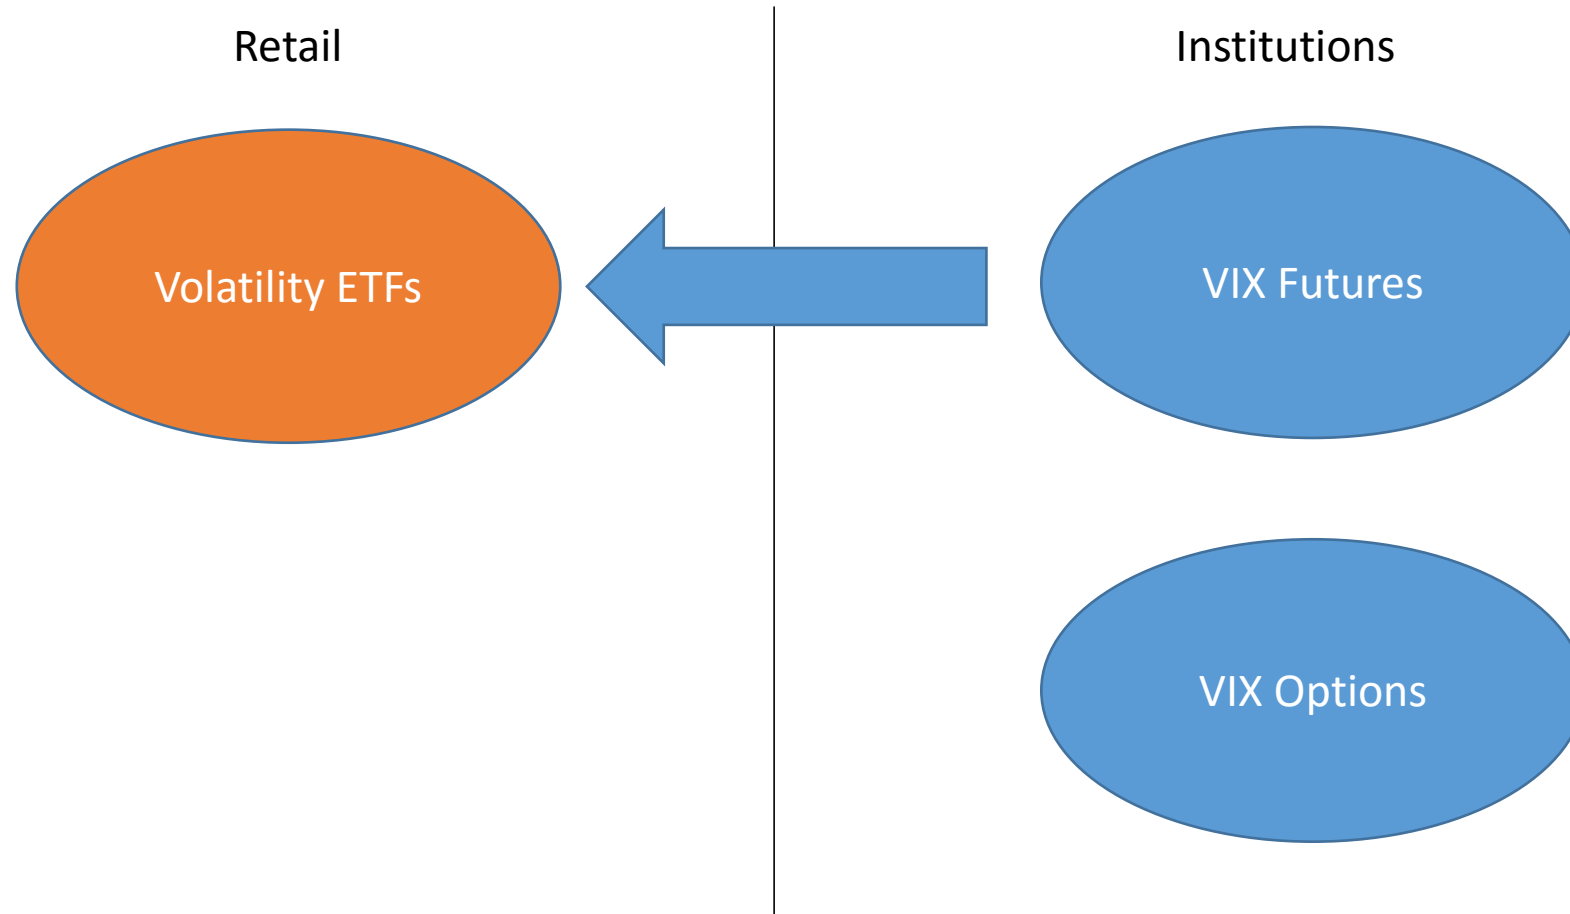 Retail
Institutions
Volatility ETFs
VIX Futures
VIX Options